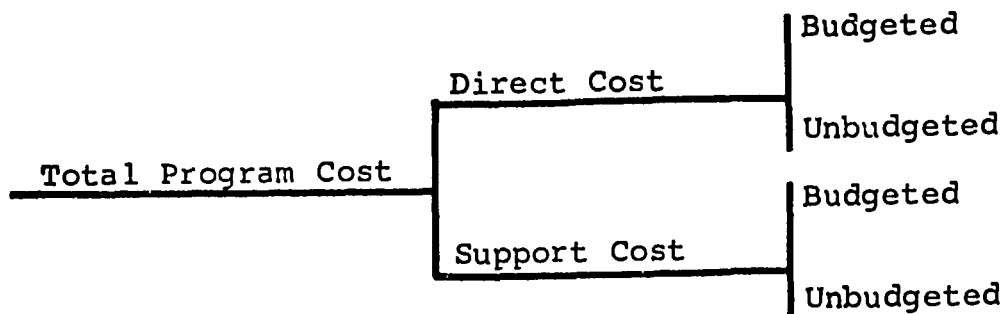 Budgeted
Direct Cost
Unbudgeted
Total Program Cost
Budgeted
Support Cost
Unbudgeted